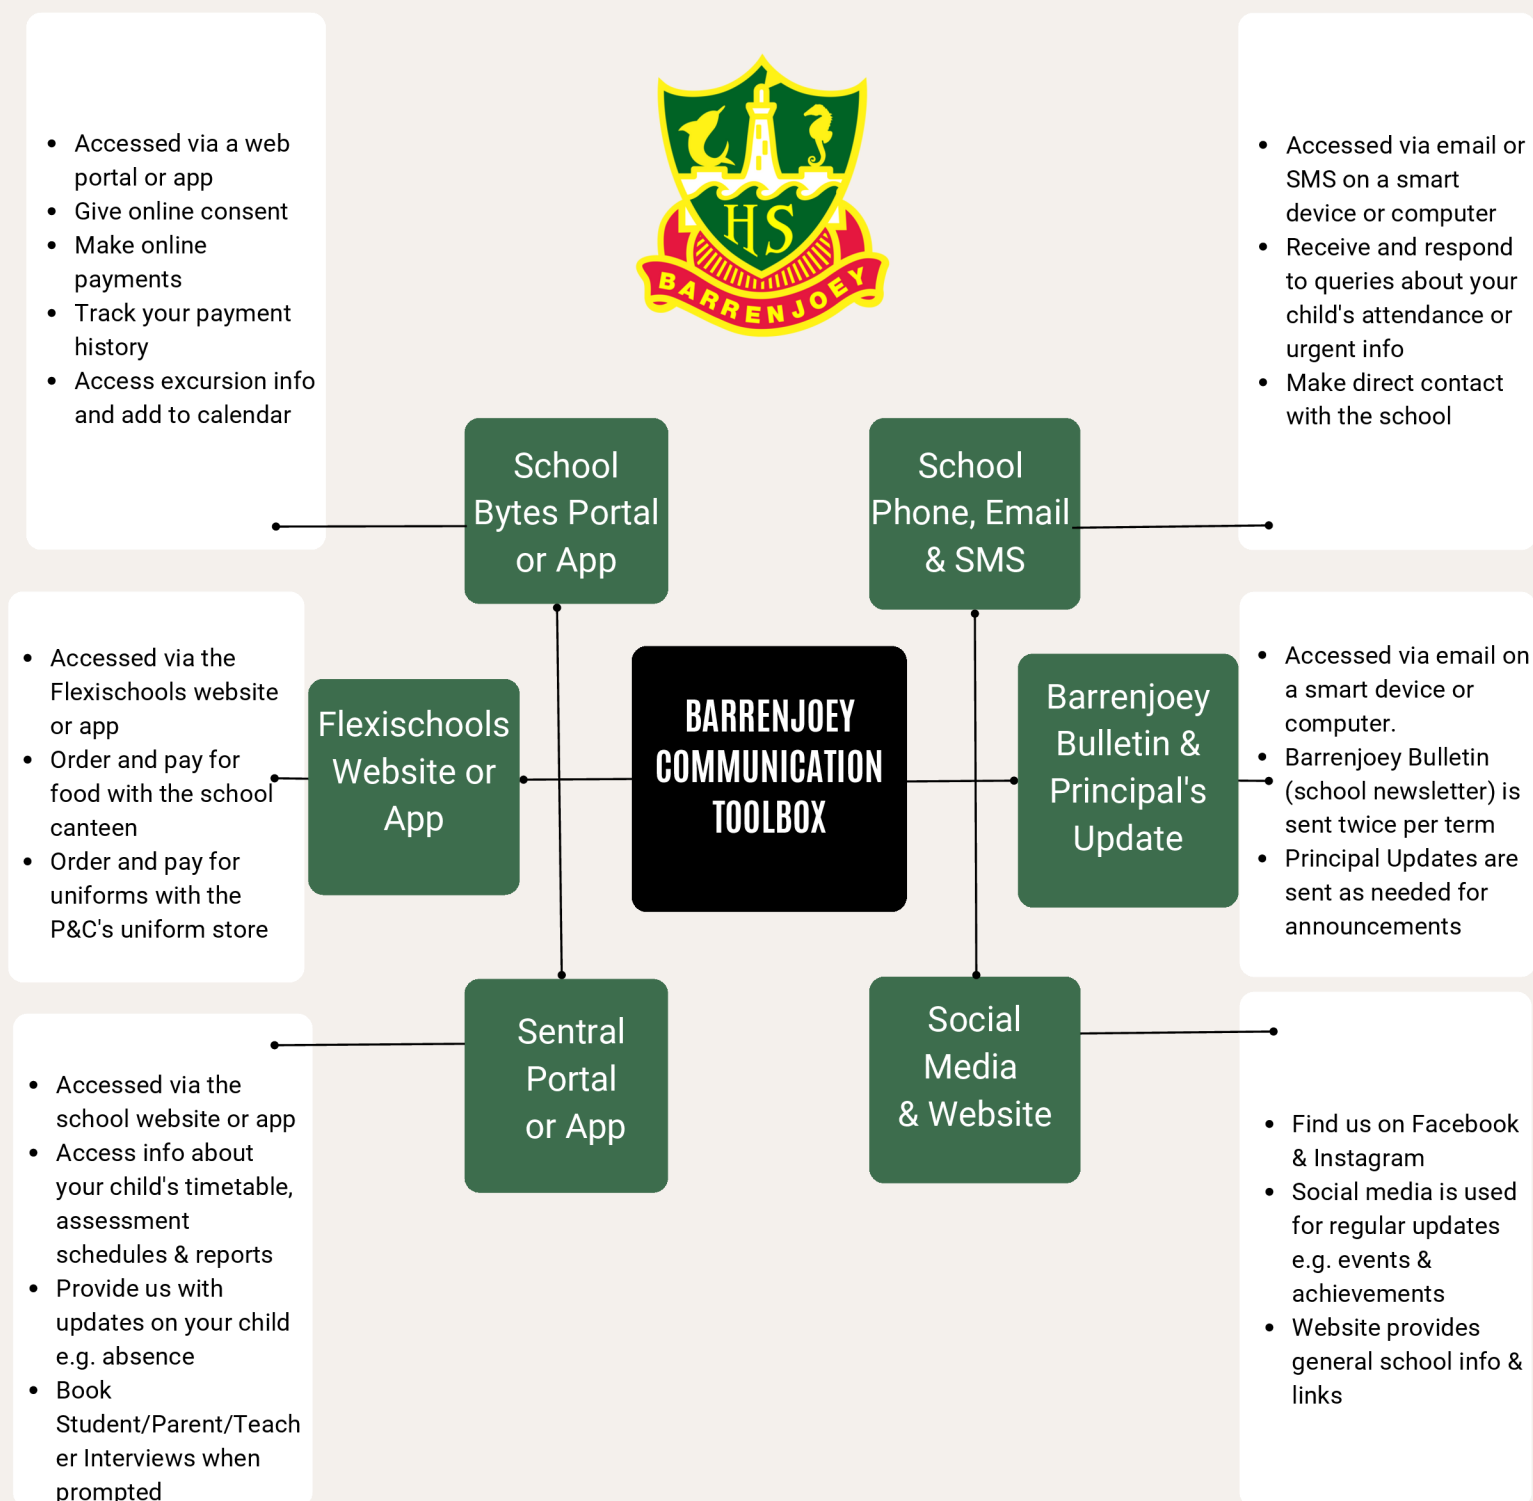 Accessed via a web
portal or app
Give online consent
Make online
payments
Track your payment
history
Access excursion info
and add to calendar
HS
BARRENJOEY
Accessed via email or
SMS on a smart
device or computer
Receive and respond
to queries about your
child's attendance or
urgent info
Make direct contact
with the school
School
Bytes Portal
or App
School
Phone, Email
& SMS
Accessed via the
Flexischools website
or app
Order and pay for
food with the school
canteen
Order and pay for
uniforms with the
P&C's uniform store
Flexischools
Website or
App
BARRENJOEY
COMMUNICATION
TOOLBOX
Barrenjoey
Bulletin &
Principal's
Update
Accessed via email on
a smart device or
computer.
Barrenjoey Bulletin
(school newsletter) is
sent twice per term
Principal Updates are
sent as needed for
announcements
Accessed via the
school website or app
Access info about
your child's timetable,
assessment
schedules & reports
Provide us with
updates on your child
e.g. absence
Book
Student/Parent/Teach
er Interviews when
prompted
Sentral
Portal
or App
Social
Media
& Website
Find us on Facebook
& Instagram
Social media is used
for regular updates
e.g. events &
achievements
Website provides
general school info &
links